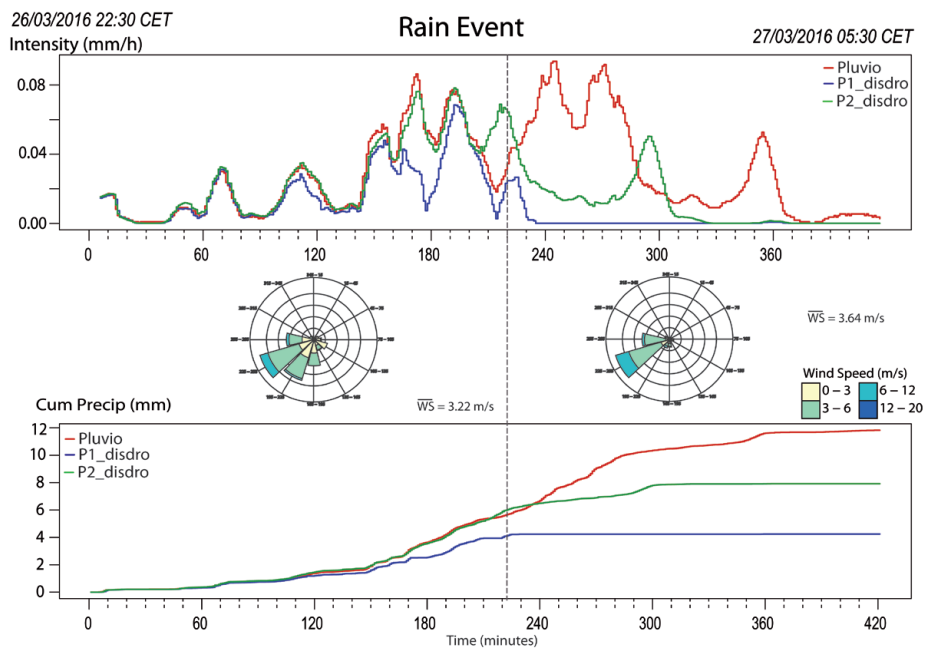 26/03/2016 22:30 CET
Rain Event
27/03/2016 05:30 CET
Intensity (mm/h)
Pluvio
P1_disdro
P2_disdro
0.08
0.04
0.00
0 60 120 180 240 300 360
WS = 3.64 m/s
WS = 3.22 m/s
Wind Speed (m/s)
0 – 3 6 – 12
3 – 6 12 – 20
Cum Precip (mm)
Pluvio
P1_disdro
P2_disdro
12
10
8
6
4
2
0
0 60 120 180 240 300 360 420
Time (minutes)